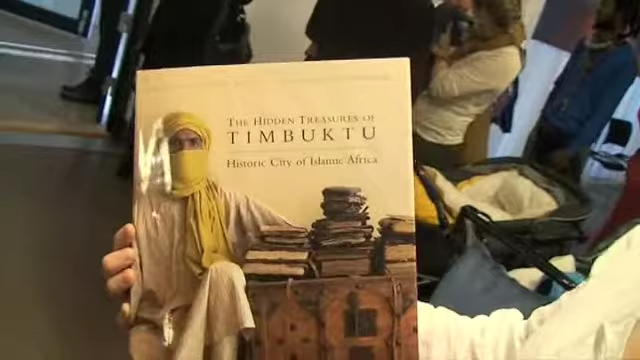 THE HIDDEN TREASURES OF
TIMBUKTU
Historic City of Islamic Africa